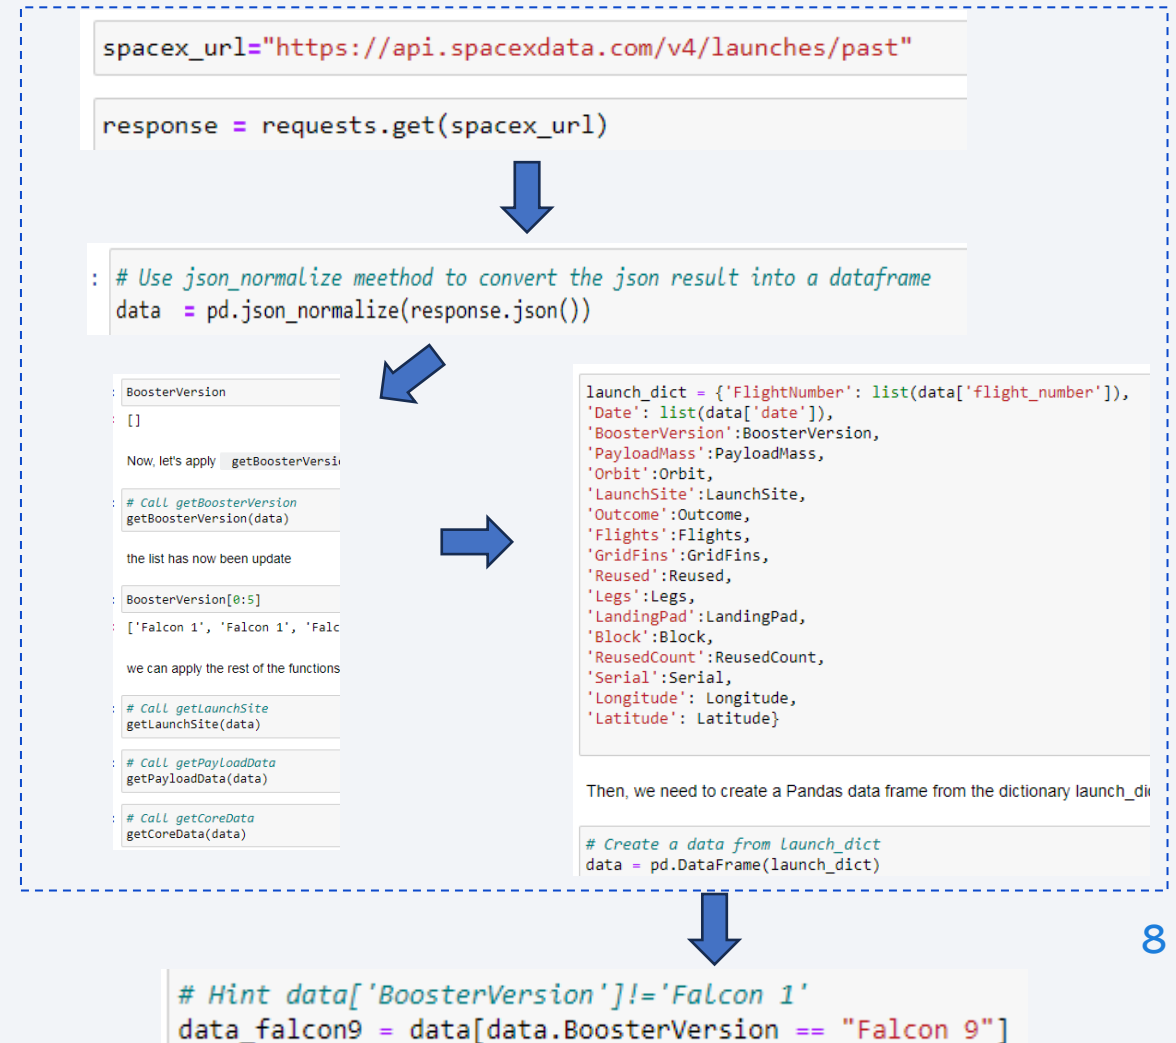 spacex_url="https://api.spacexdata.com/v4/launches/past"
response = requests.get(spacex_url)
: # Use json_normalize meethod to convert the json result into a dataframe
data = pd.json_normalize(response.json())
: BoosterVersion
: []
Now, let's apply getBoosterVersi
: # Call getBoosterVersion
getBoosterVersion(data)
the list has now been update
: BoosterVersion[0:5]
: ['Falcon 1', 'Falcon 1', 'Falc
we can apply the rest of the functions
: # Call getLaunchSite
getLaunchSite(data)
: # Call getPayloadData
getPayloadData(data)
: # Call getCoreData
getCoreData(data)
launch_dict = {'FlightNumber': list(data['flight_number']),
'Date': list(data['date']),
'BoosterVersion':BoosterVersion,
'PayloadMass':PayloadMass,
'Orbit':Orbit,
'LaunchSite':LaunchSite,
'Outcome':Outcome,
'Flights':Flights,
'GridFins':GridFins,
'Reused':Reused,
'Legs':Legs,
'LandingPad':LandingPad,
'Block':Block,
'ReusedCount':ReusedCount,
'Serial':Serial,
'Longitude': Longitude,
'Latitude': Latitude}
Then, we need to create a Pandas data frame from the dictionary launch_di
# Create a data from launch_dict
data = pd.DataFrame(launch_dict)
8
# Hint data['BoosterVersion']!='Falcon 1'
data_falcon9 = data[data.BoosterVersion == "Falcon 9"]